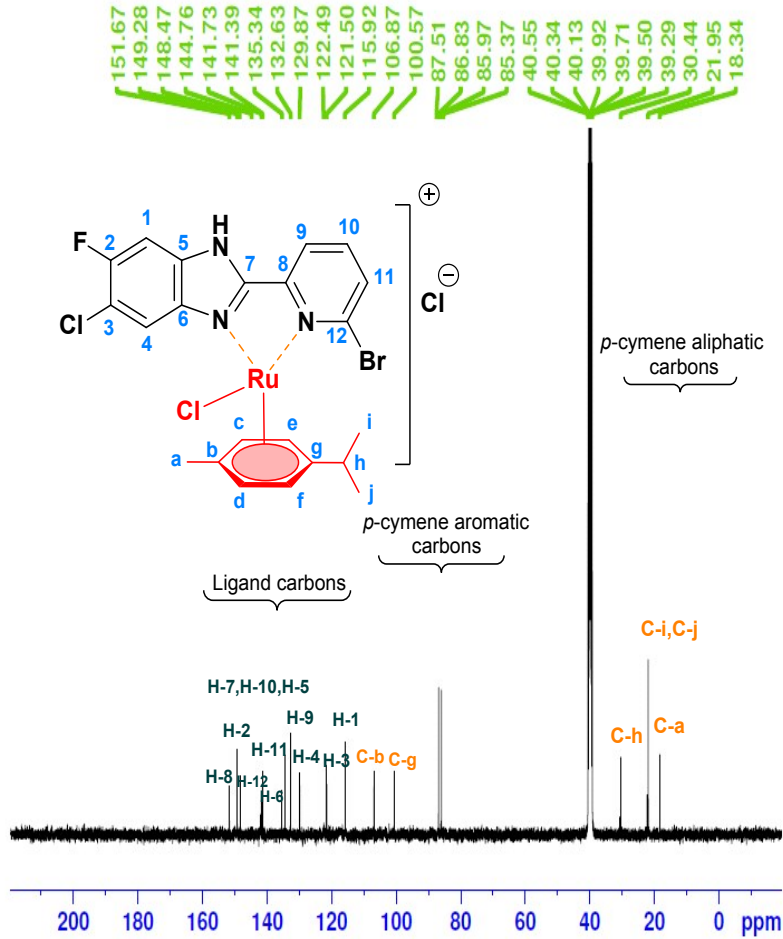 151.67
149.28
148.47
144.76
141.73
141.39
135.34
132.63
129.87
122.49
121.50
115.92
106.87
100.57
87.51
86.83
85.97
85.37
40.55
40.34
40.13
39.92
39.71
39.50
39.29
30.44
21.95
18.34
H
F 2 1 5 N 7 8 9 10 11
Cl 3 4 6 N N 12 Br
+
Cl −
Ru
Cl
a b c d e f g h i j
p-cymene aliphatic
carbons
p-cymene aromatic
carbons
Ligand carbons
C-i,C-j
H-7,H-10,H-5
H-2
H-9
H-1
C-h
C-a
H-8
H-12
H-11
H-6
H-4
H-3
C-b
C-g
200 180 160 140 120 100 80 60 40 20 0 ppm